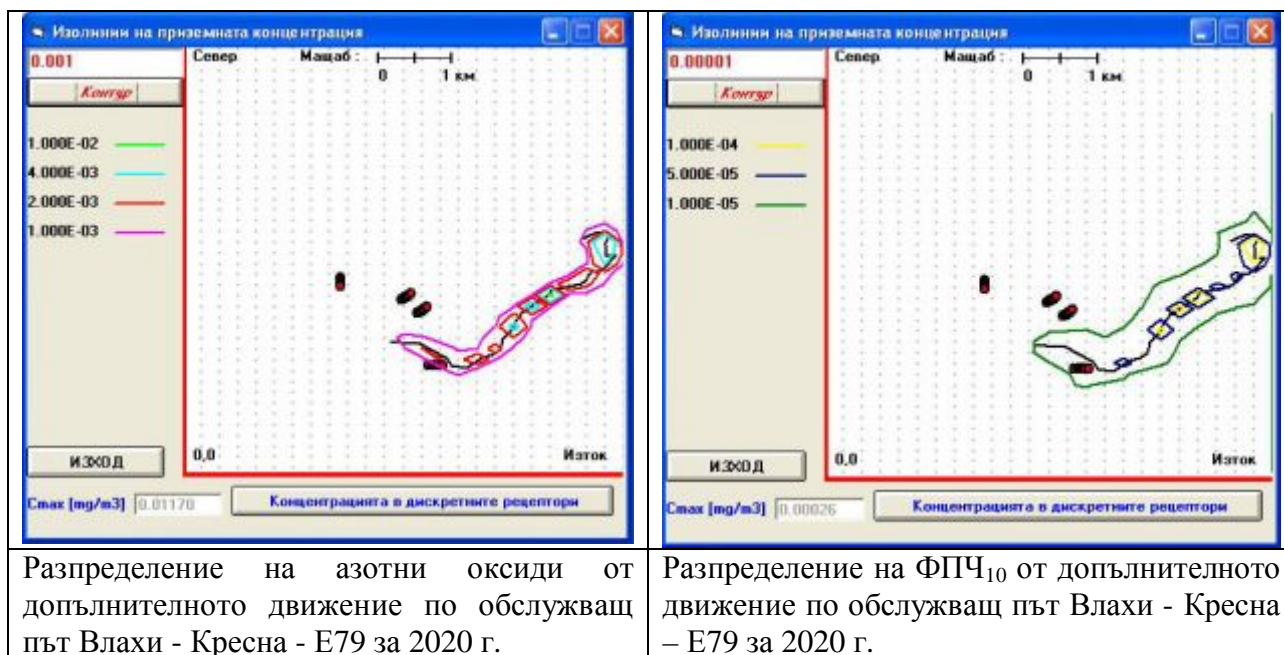 Изолинии на приземната концентрация
0.001
Контур
1.000E-02
4.000E-03
2.000E-03
1.000E-03
Север
Мащаб :
0 1 км
0,0
Изток
ИЗХОД
Cmax [mg/m3] 0.01170
Концентрацията в дискретните рецептори
Разпределение на азотни оксиди от
допълнителното движение по обслужващ
път Влахи - Кресна - Е79 за 2020 г.
Изолинии на приземната концентрация
0.00001
Контур
1.000E-04
5.000E-05
1.000E-05
Север
Мащаб :
0 1 км
0,0
Изток
ИЗХОД
Cmax [mg/m3] 0.00026
Концентрацията в дискретните рецептори
Разпределение на ФПЧ10 от допълнителното
движение по обслужващ път Влахи - Кресна
– Е79 за 2020 г.